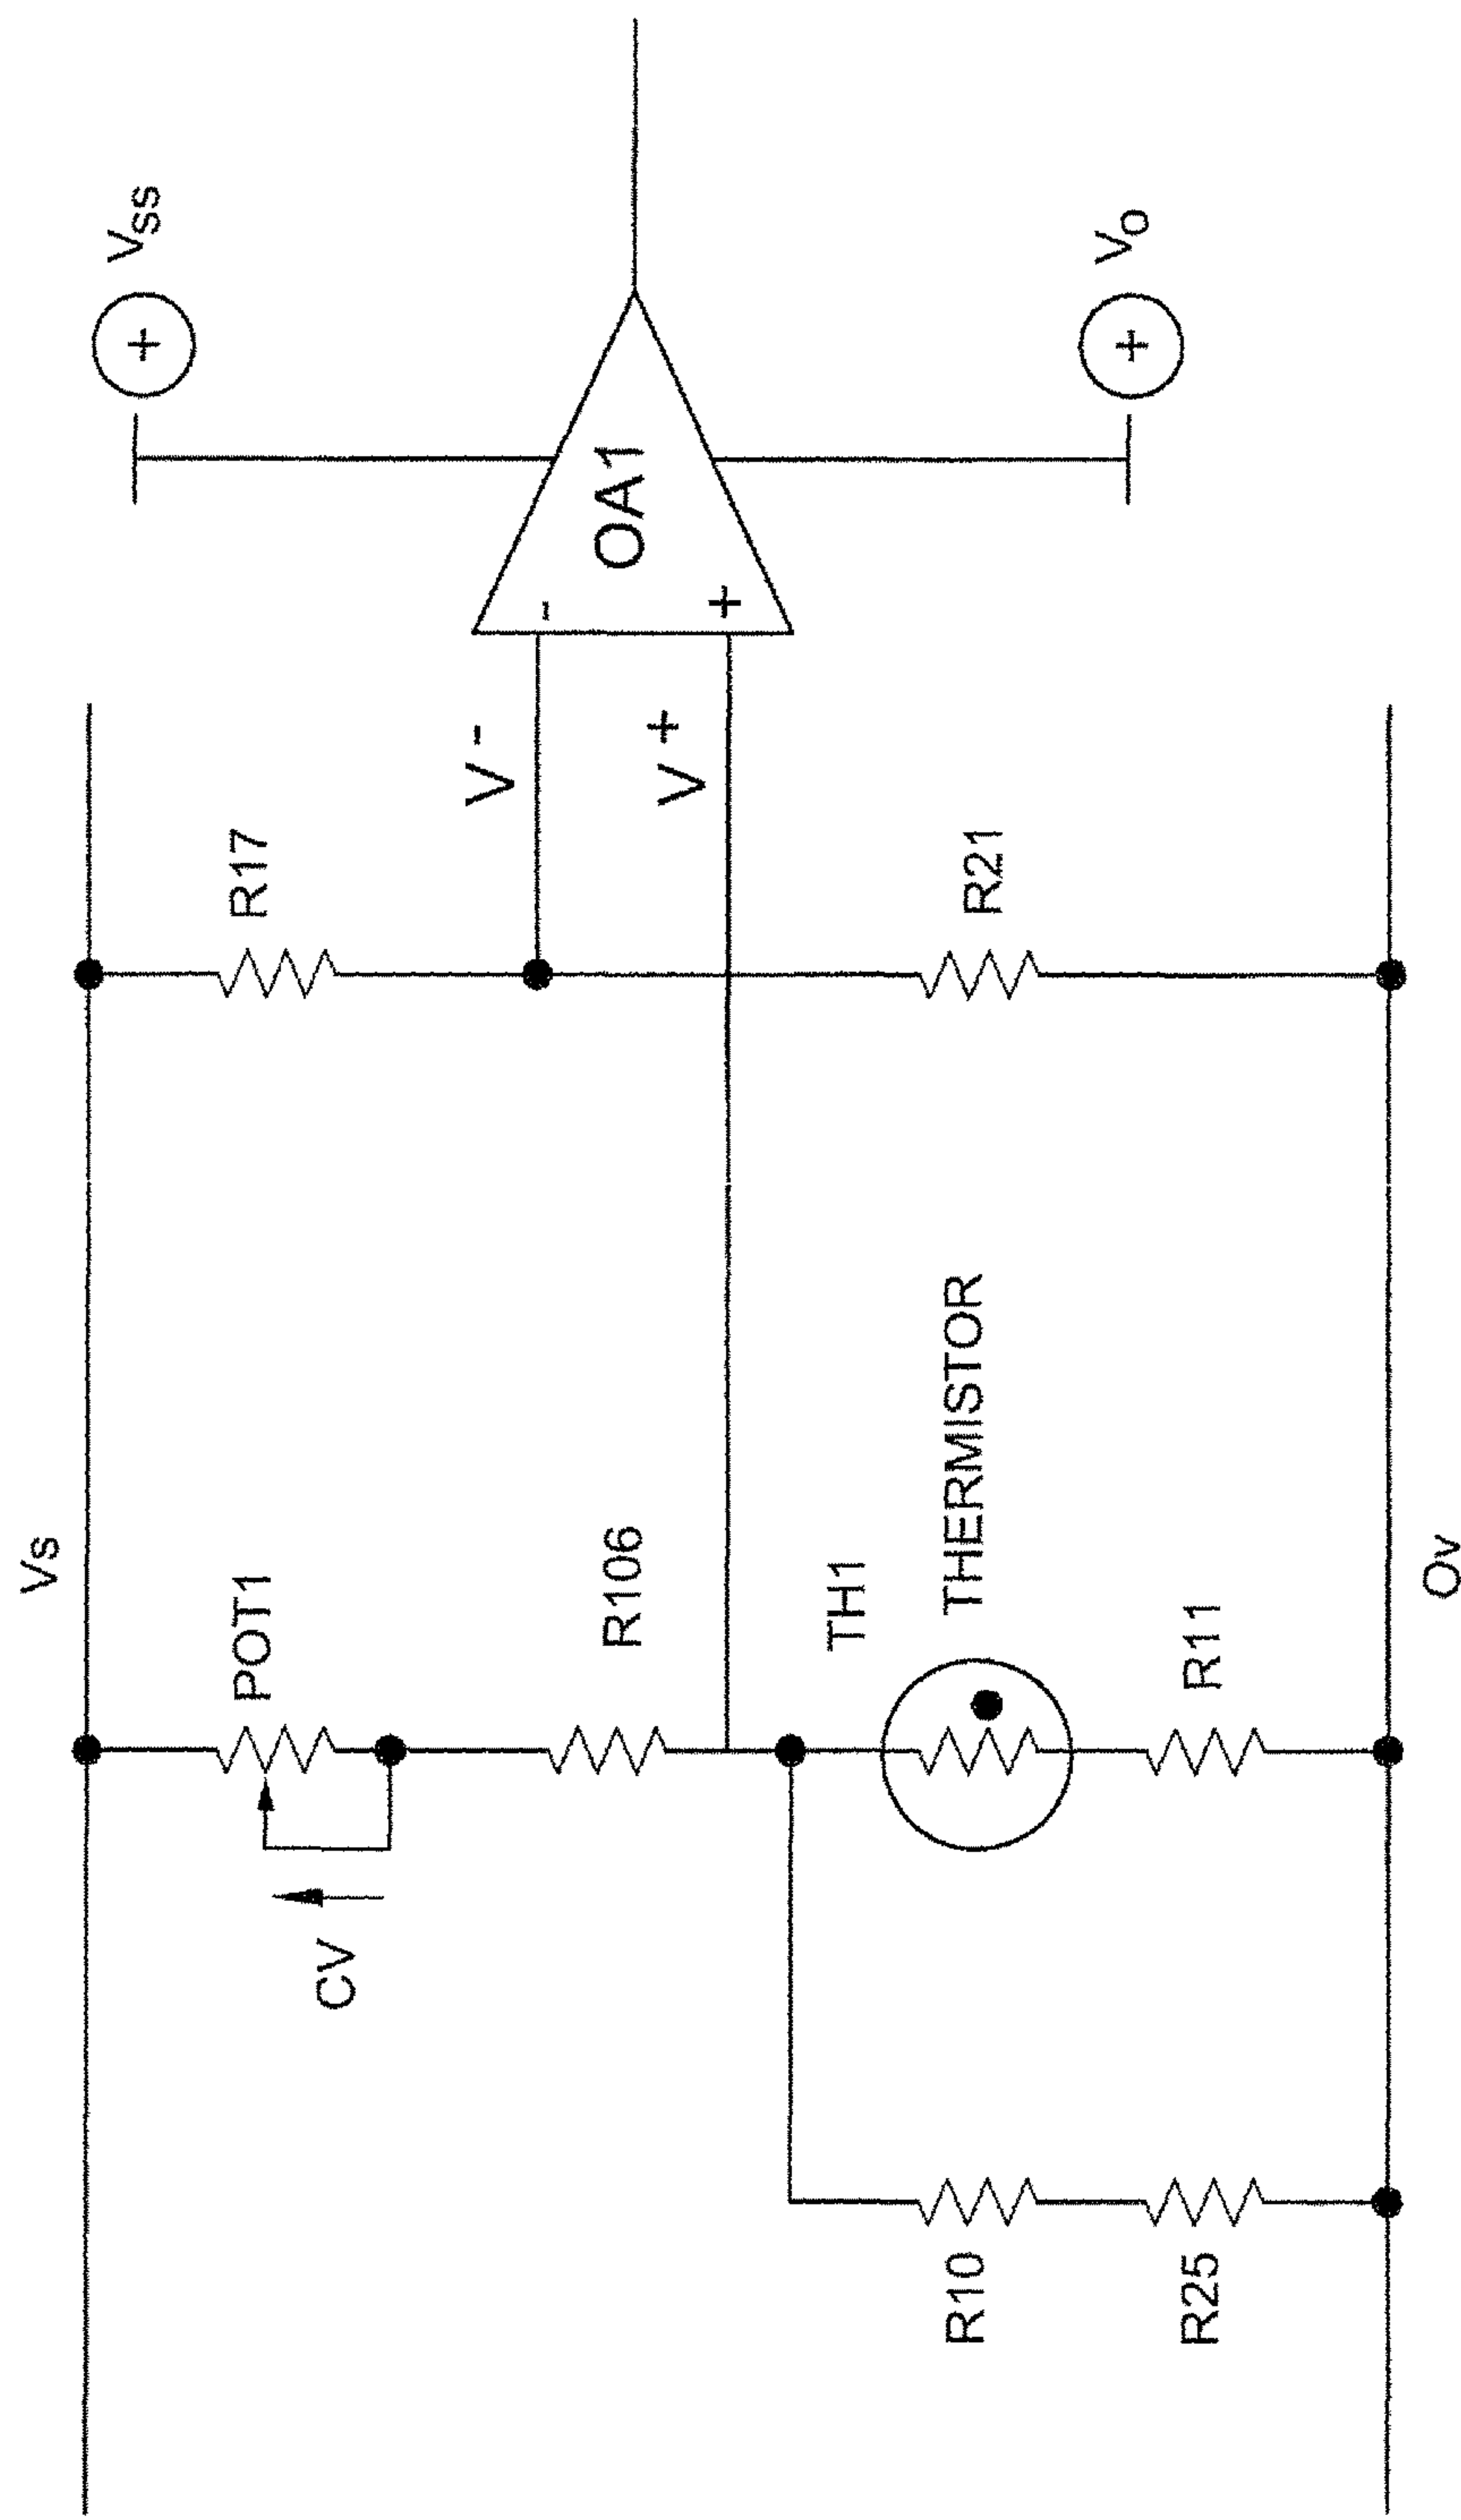 Vs
POT1
CV
R106
TH1
THERMISTOR
R11
R10
R25
Ov
R17
R21
V -
V +
-
+
OA1
+
Vss
+
Vo